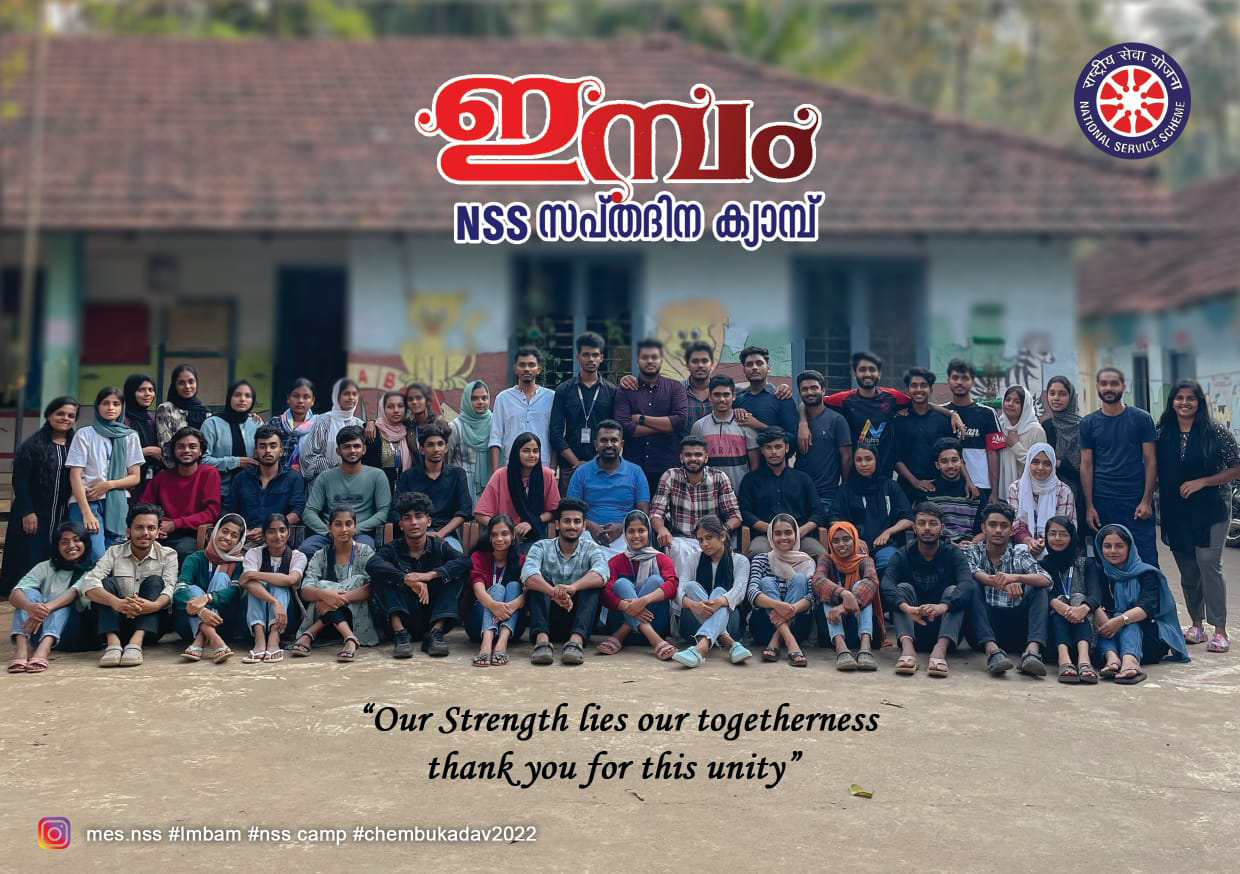 ഇമ്പം
NSS സപ്തദിന ക്യാമ്പ്
राष्ट्रीय सेवा योजना
NATIONAL SERVICE SCHEME
“Our Strength lies our togetherness
thank you for this unity”
mes.nss #Imbam #nss camp #chembukadav2022